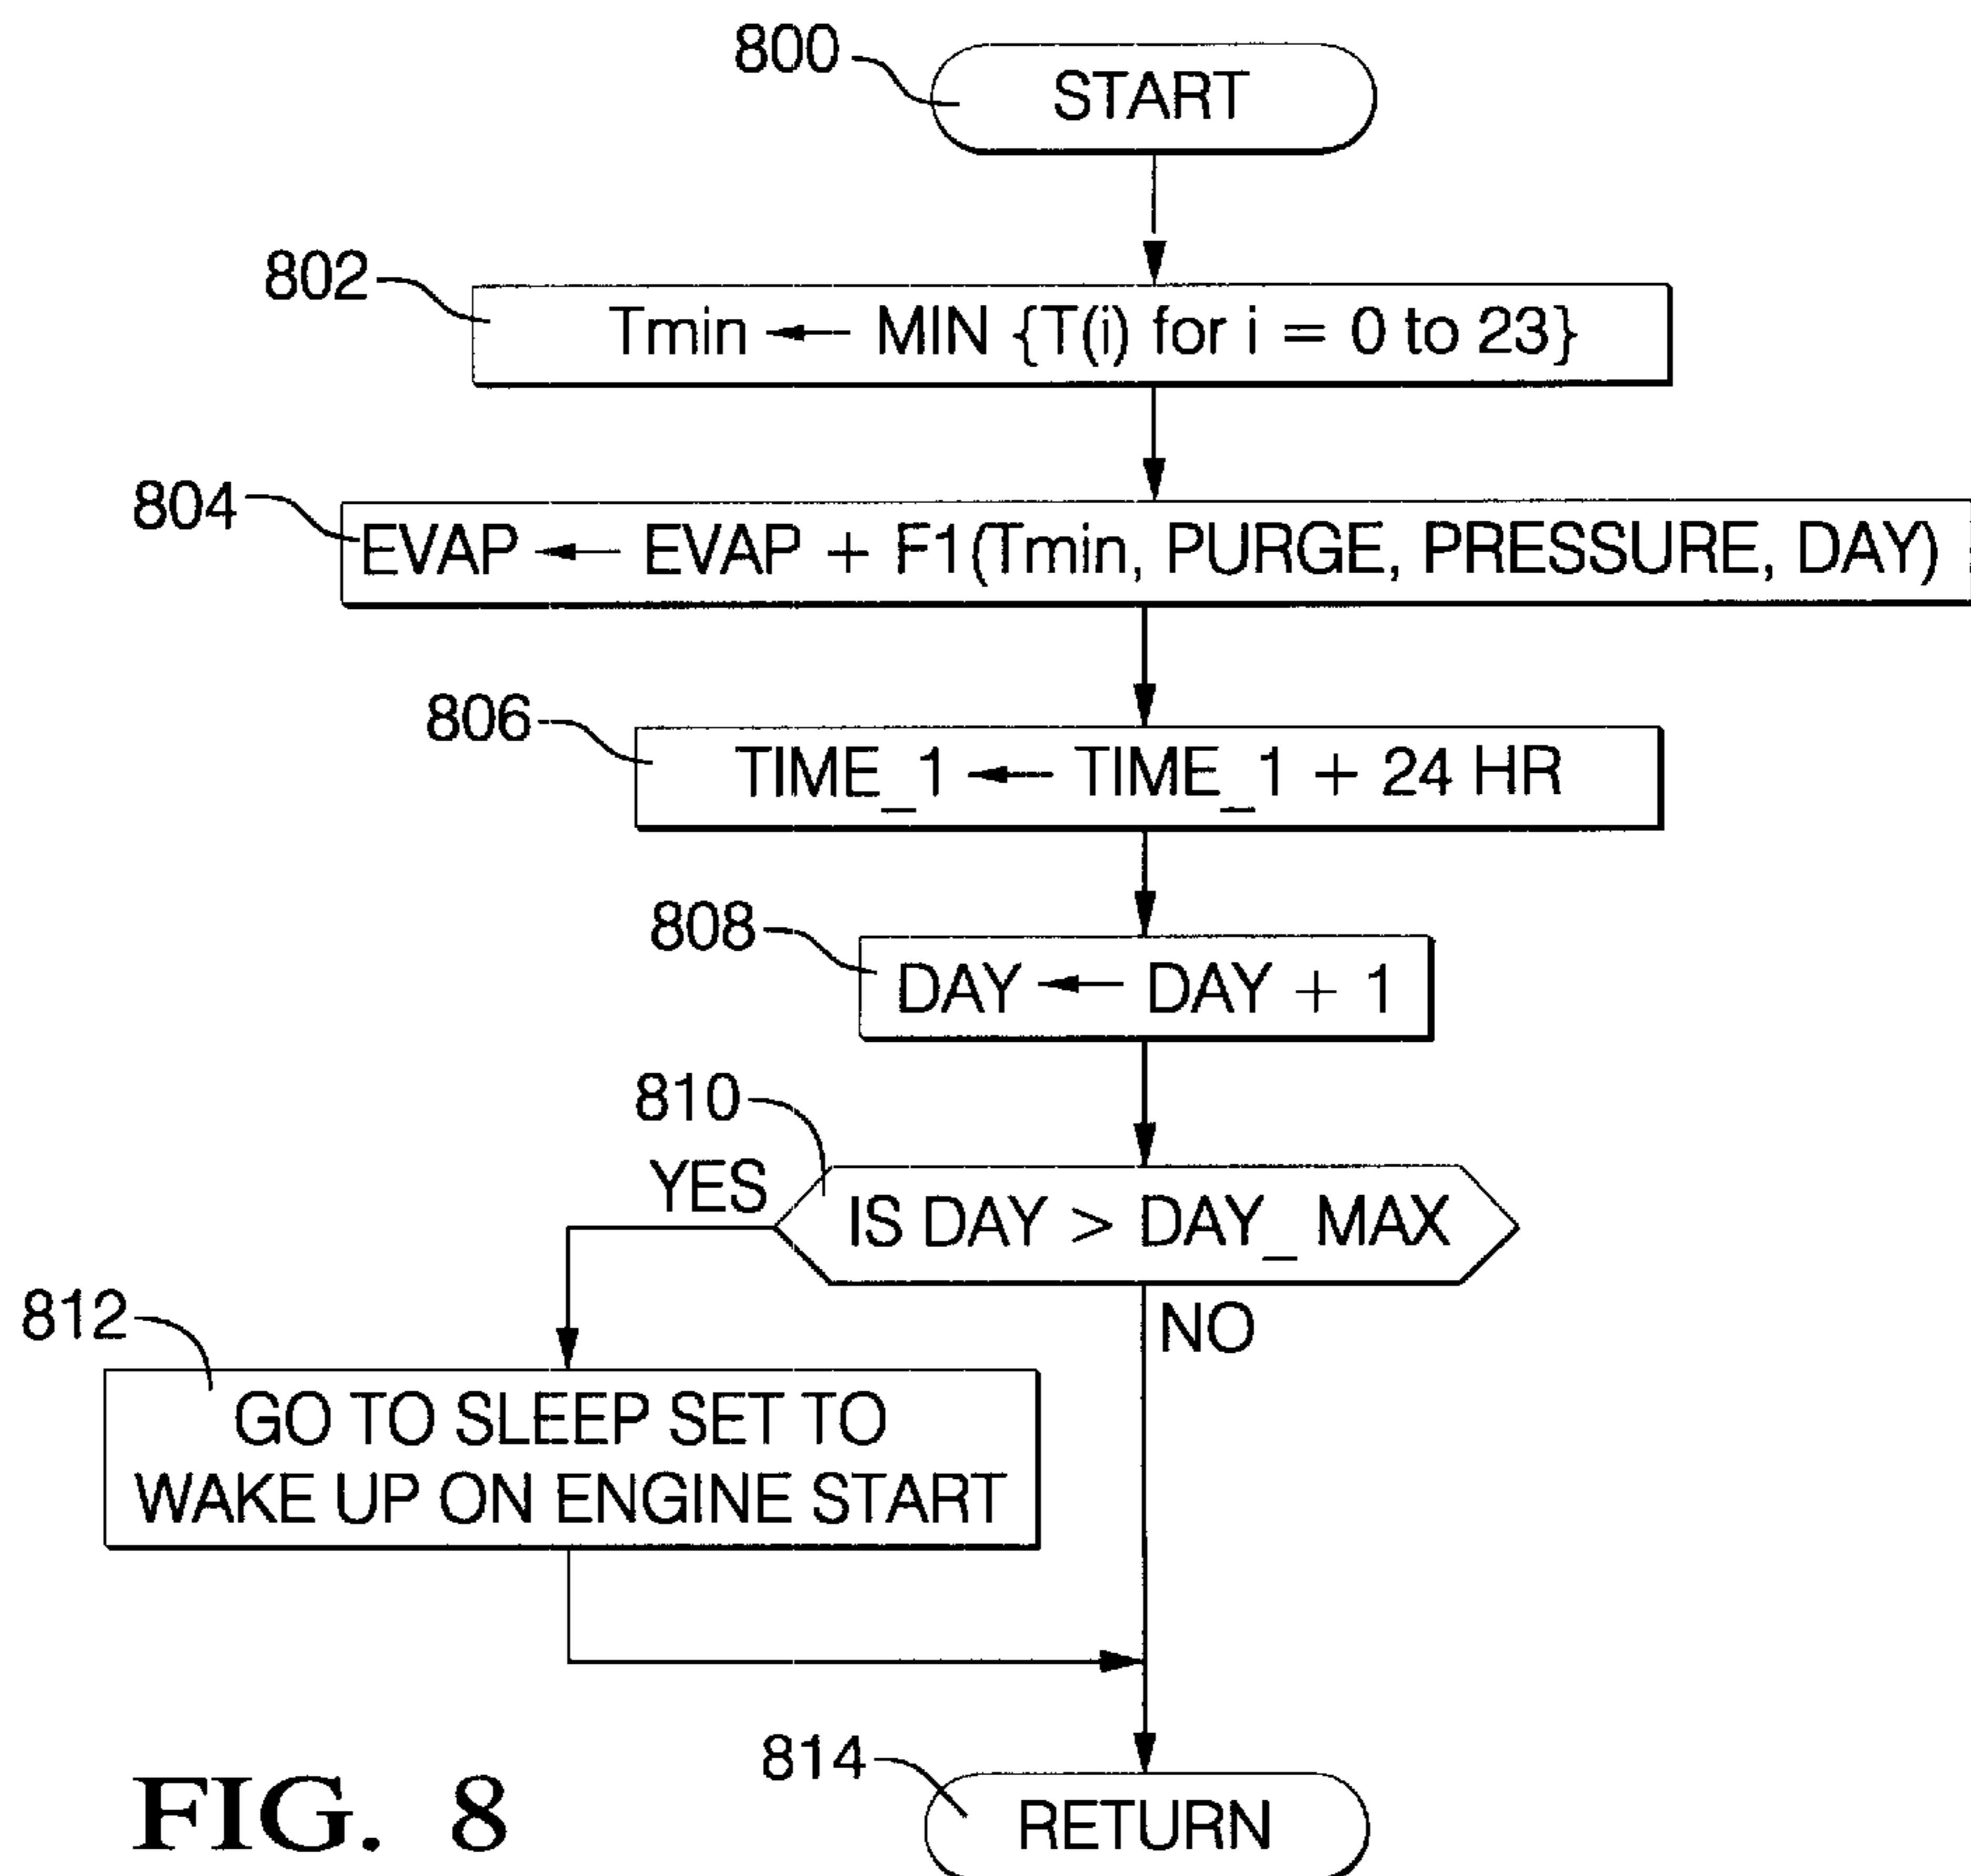 800
START
802
Tmin ← MIN {T(i) for i = 0 to 23}
804
EVAP ← EVAP + F1(Tmin, PURGE, PRESSURE, DAY)
806
TIME_1 ← TIME_1 + 24 HR
808
DAY ← DAY + 1
810
YES
IS DAY > DAY_ MAX
NO
812
GO TO SLEEP SET TO
WAKE UP ON ENGINE START
814
RETURN
FIG. 8